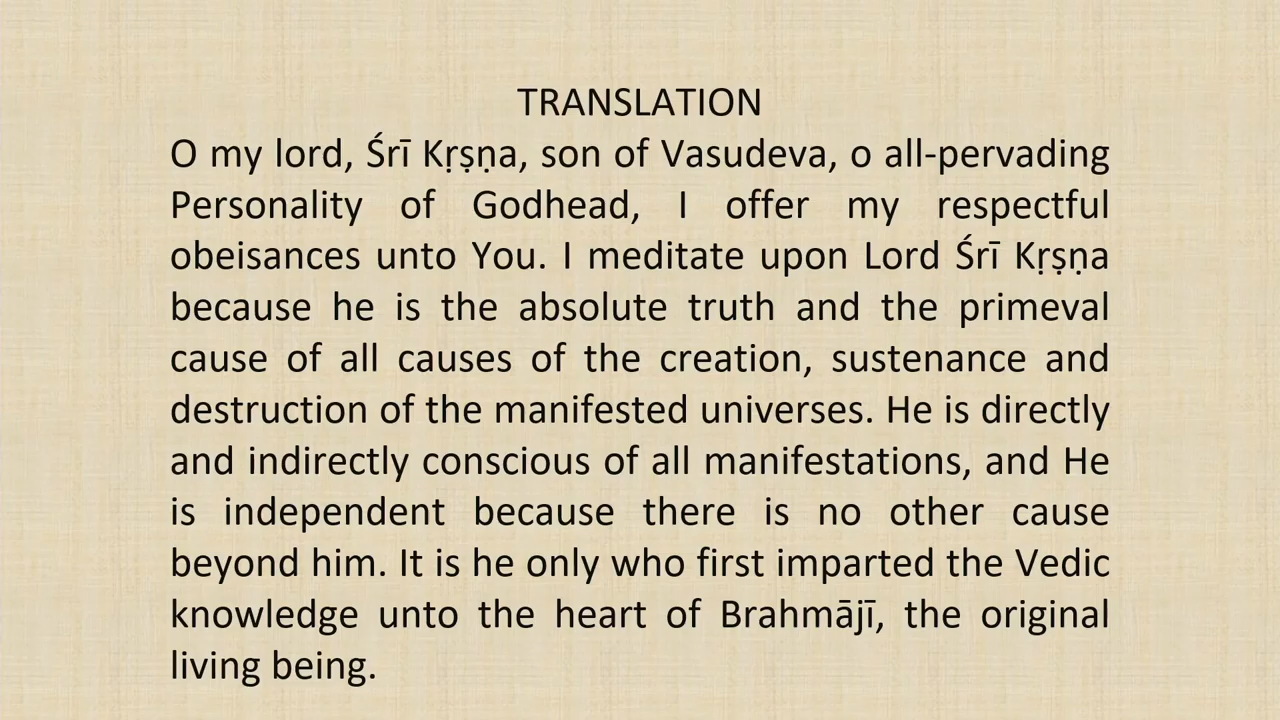 TRANSLATION
O my lord, Śrī Kṛṣṇa, son of Vasudeva, o all-pervading
Personality of Godhead, I offer my respectful
obeisances unto You. I meditate upon Lord Śrī Kṛṣṇa
because he is the absolute truth and the primeval
cause of all causes of the creation, sustenance and
destruction of the manifested universes. He is directly
and indirectly conscious of all manifestations, and He
is independent because there is no other cause
beyond him. It is he only who first imparted the Vedic
knowledge unto the heart of Brahmājī, the original
living being.